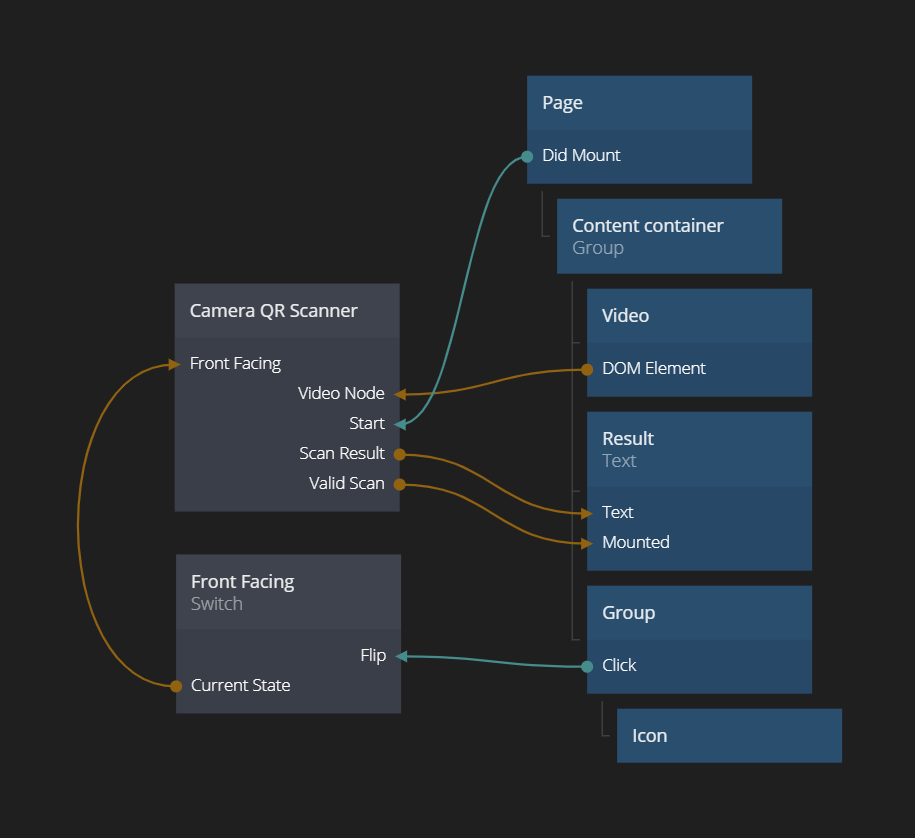 Page
Did Mount
Content container
Group
Camera QR Scanner
Front Facing
Video Node
Start
Scan Result
Valid Scan
Video
DOM Element
Result
Text
Text
Mounted
Front Facing
Switch
Flip
Current State
Group
Click
Icon